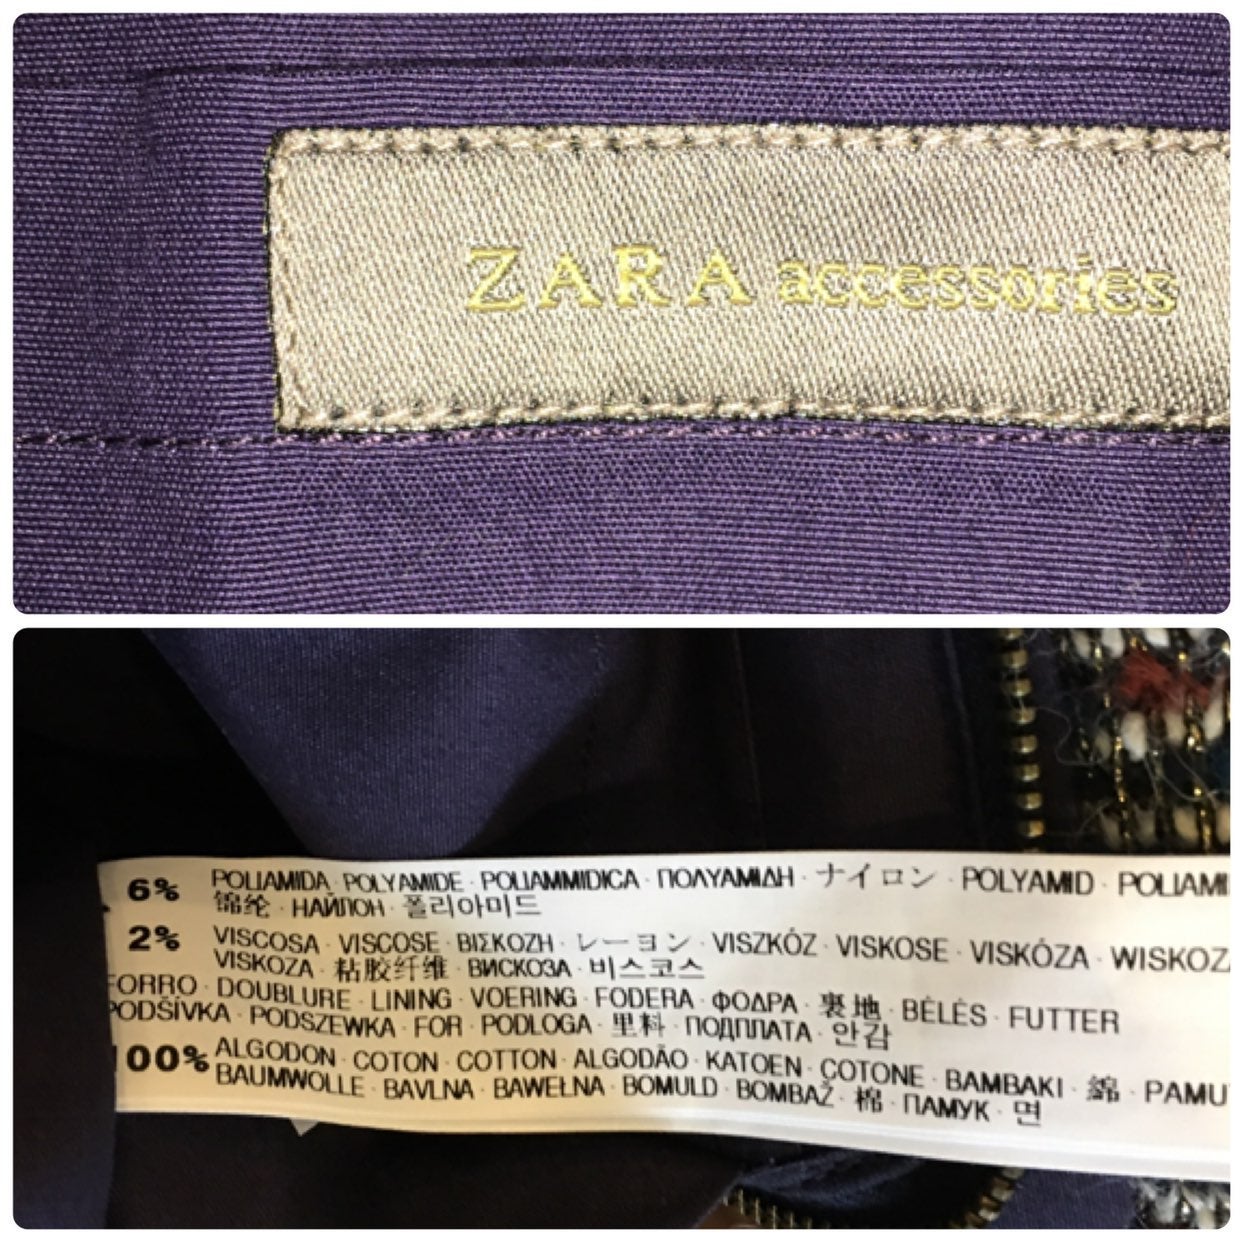 ZARA accessories
6% POLIAMIDA · POLYAMIDE · POLIAMMIDICA · ΠΟΛΥΑΜΙΔΗ · ナイロン · POLYAMID
锦纶 · НАЙЛОН · 폴리아미드
2% VISCOSA · VISCOSE · ΒΙΣΚΟΖΗ · レーヨン · VISZKÓZ · VISKOSE · VISKÓZA · WISKOZ
VISKOZA · 粘胶纤维 · ВИСКОЗА · 비스코스
FORRO · DOUBLURE · LINING · VOERING · FODERA · ΦΟΔΡΑ · 裏地 · BÉLÉS · FUTTER
PODŠÍVKA · PODSZEWKA · FOR · PODLOGA · 里料 · ПОДПЛАТА · 안감
100% ALGODON · COTON · COTTON · ALGODÃO · KATOEN · COTONE · BAMBAKI · 綿 · PAMU
BAUMWOLLE · BAVLNA · BAWEŁNA · BOMULD · BOMBAŽ · 棉 · ПАМУК · 면